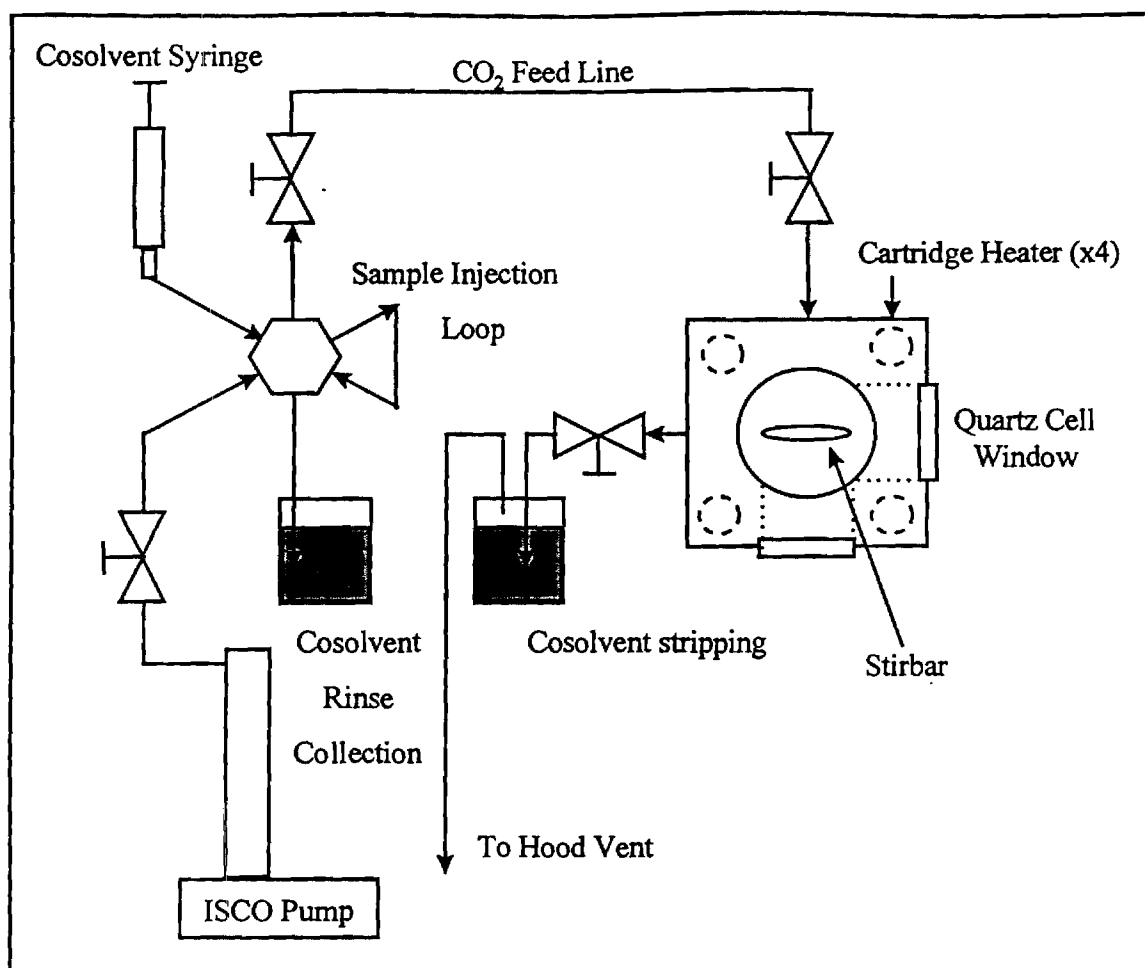 Cosolvent Syringe
CO₂ Feed Line
Cartridge Heater (x4)
Sample Injection
Loop
Quartz Cell
Window
Cosolvent
Rinse
Collection
Cosolvent stripping
Stirbar
To Hood Vent
ISCO Pump